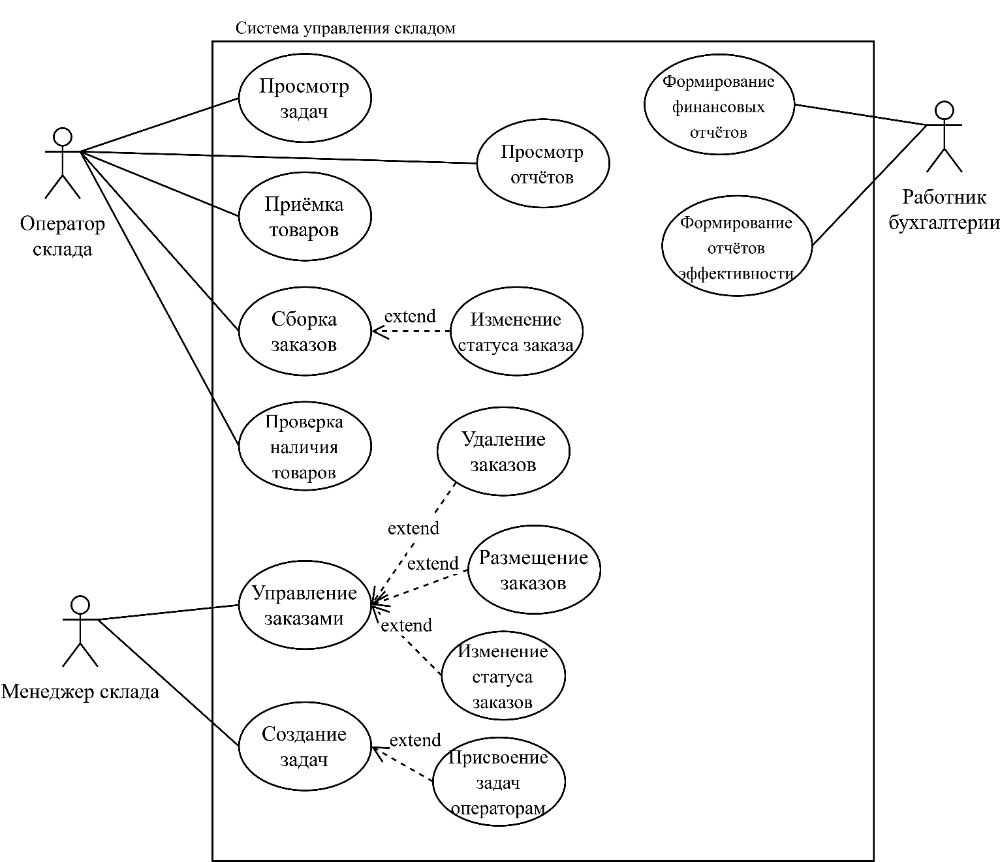 Система управления складом
Просмотр
задач
Формирование
финансовых
отчётов
Просмотр
отчётов
Оператор
склада
Приёмка
товаров
Работник
бухгалтерии
Формирование
отчётов
эффективности
Сборка
заказов
extend
Изменение
статуса заказа
Проверка
наличия
товаров
Удаление
заказов
extend
extend
Размещение
заказов
Управление
заказами
extend
Изменение
статуса
заказов
Менеджер склада
Создание
задач
extend
Присвоение
задач
операторам